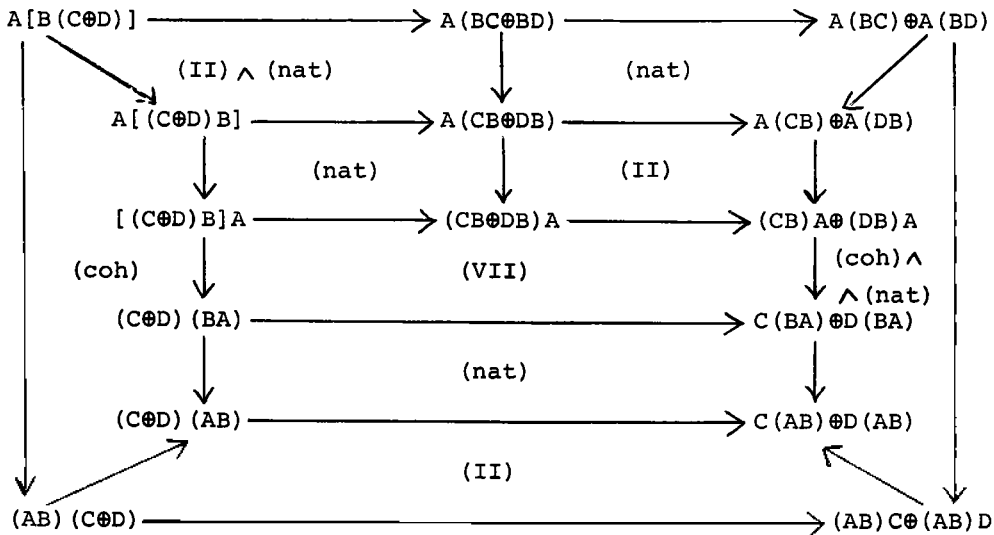 A[B(C⊕D)] A(BC⊕BD) A(BC)⊕A(BD)
(II) ∧ (nat) (nat)
A[(C⊕D)B] A(CB⊕DB) A(CB)⊕A(DB)
(nat) (II)
[(C⊕D)B]A (CB⊕DB)A (CB)A⊕(DB)A
(coh) (VII) (coh) ∧
∧ (nat)
(C⊕D)(BA) C(BA)⊕D(BA)
(nat)
(C⊕D)(AB) C(AB)⊕D(AB)
(II)
(AB)(C⊕D) (AB)C⊕(AB)D